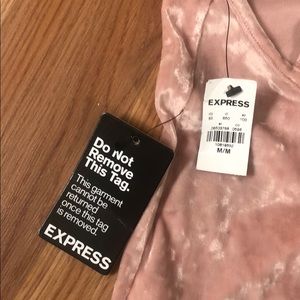 Do Not
Remove
This Tag.
This garment
cannot be
returned
once this tag
is removed.
EXPRESS
EXPRESS
M/M